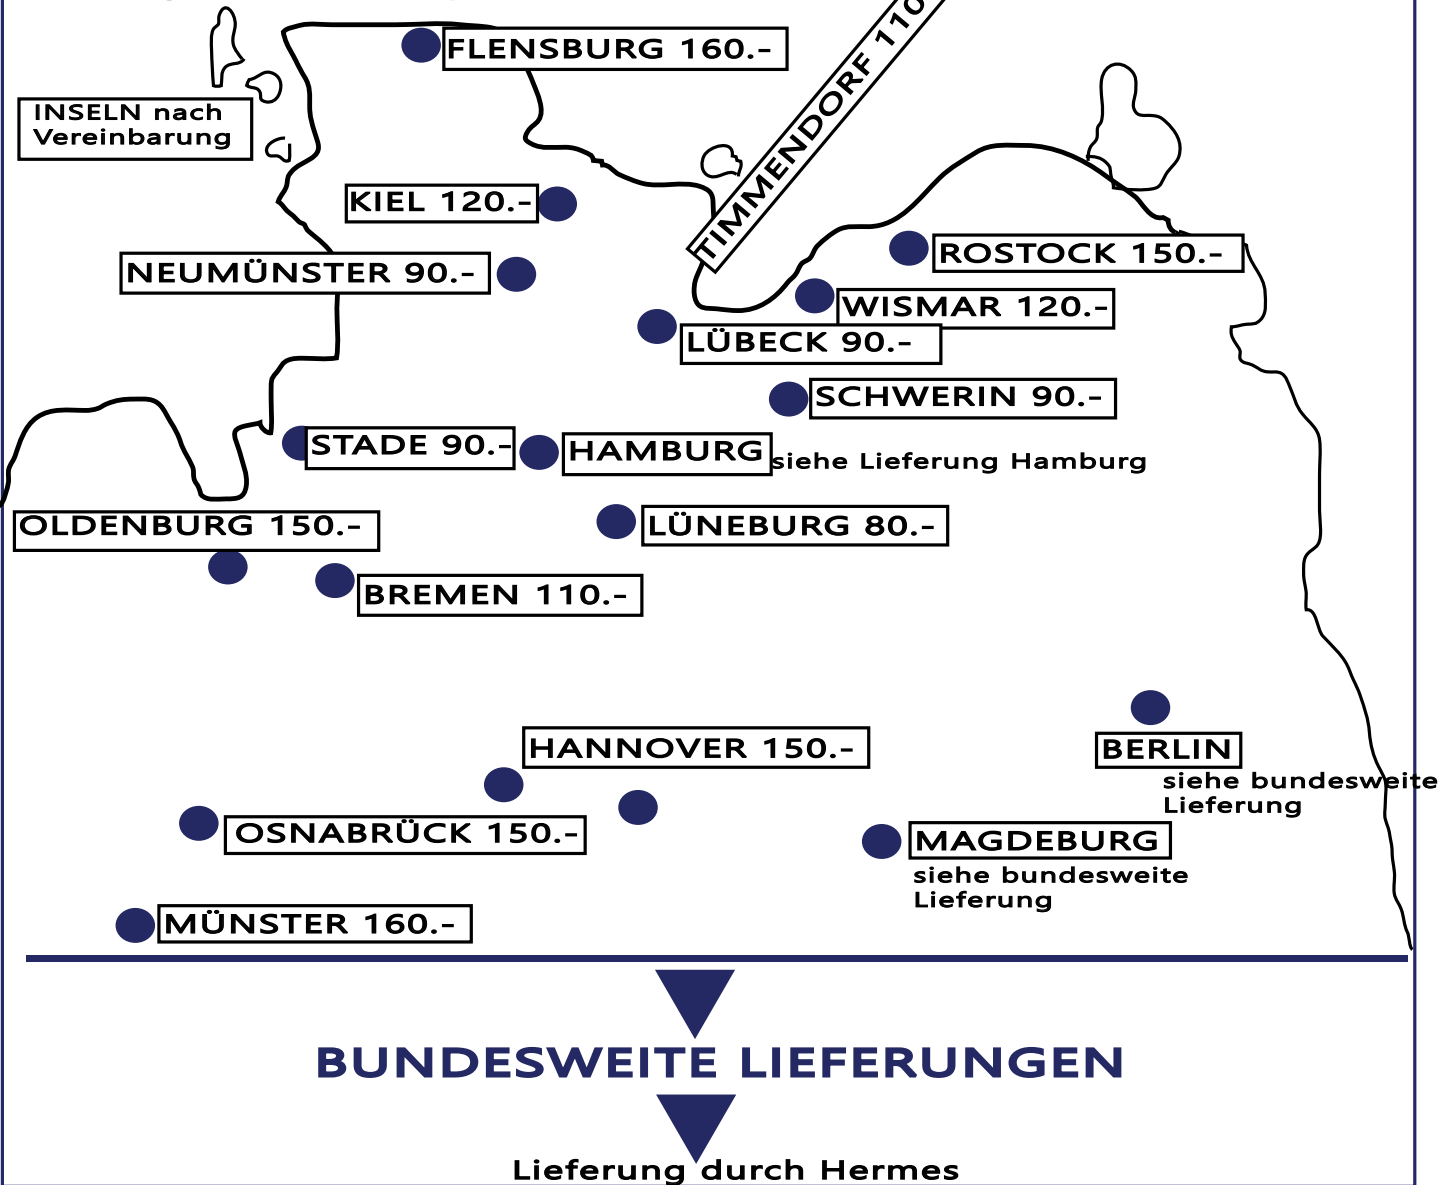 FLENSBURG 160.-
TIMMENDORF 110
INSELN nach
Vereinbarung
KIEL 120.-
ROSTOCK 150.-
NEUMÜNSTER 90.-
WISMAR 120.-
LÜBECK 90.-
SCHWERIN 90.-
STADE 90.-
HAMBURG
siehe Lieferung Hamburg
OLDENBURG 150.-
LÜNEBURG 80.-
BREMEN 110.-
HANNOVER 150.-
BERLIN
siehe bundesweite
Lieferung
OSNABRÜCK 150.-
MAGDEBURG
siehe bundesweite
Lieferung
MÜNSTER 160.-
BUNDESWEITE LIEFERUNGEN
Lieferung durch Hermes